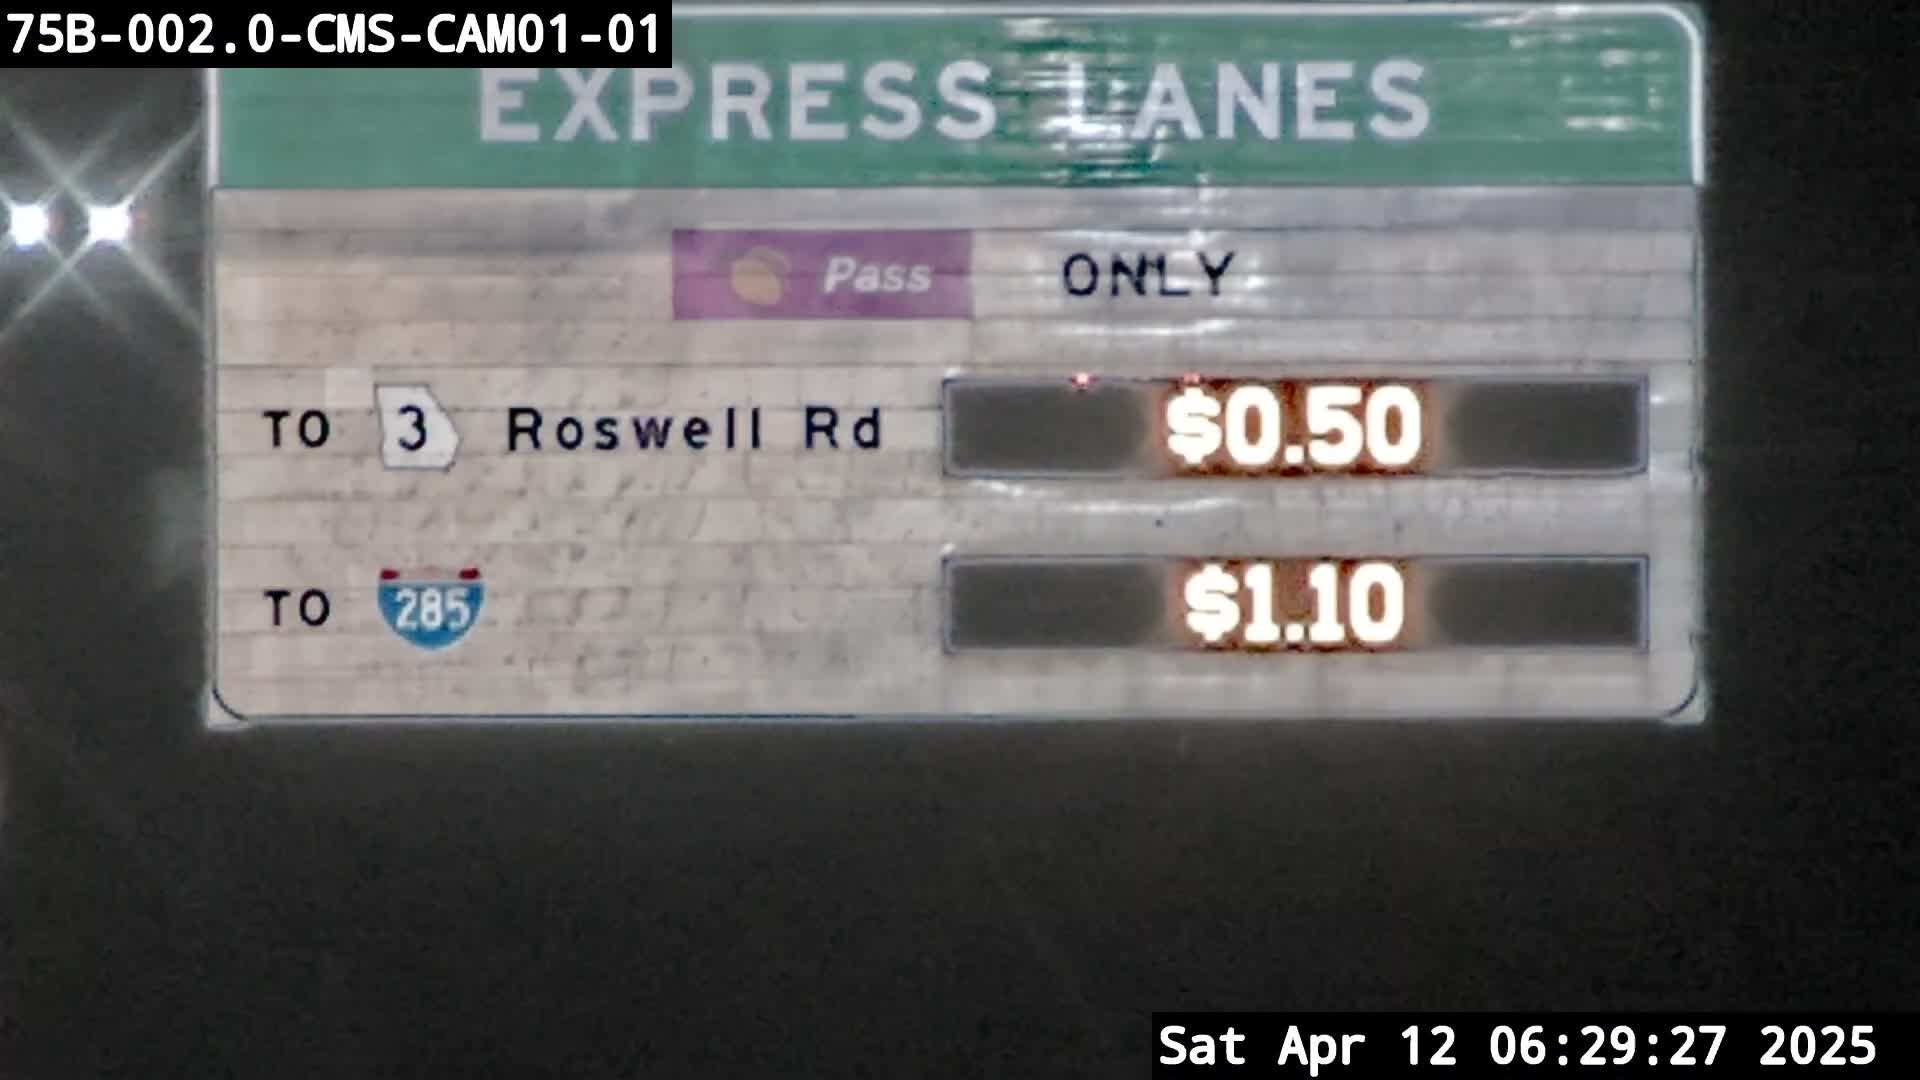 75B-002.0-CMS-CAM01-01
EXPRESS LANES
Pass ONLY
TO 3 Roswell Rd $0.50
TO 285 $1.10
Sat Apr 12 06:29:27 2025